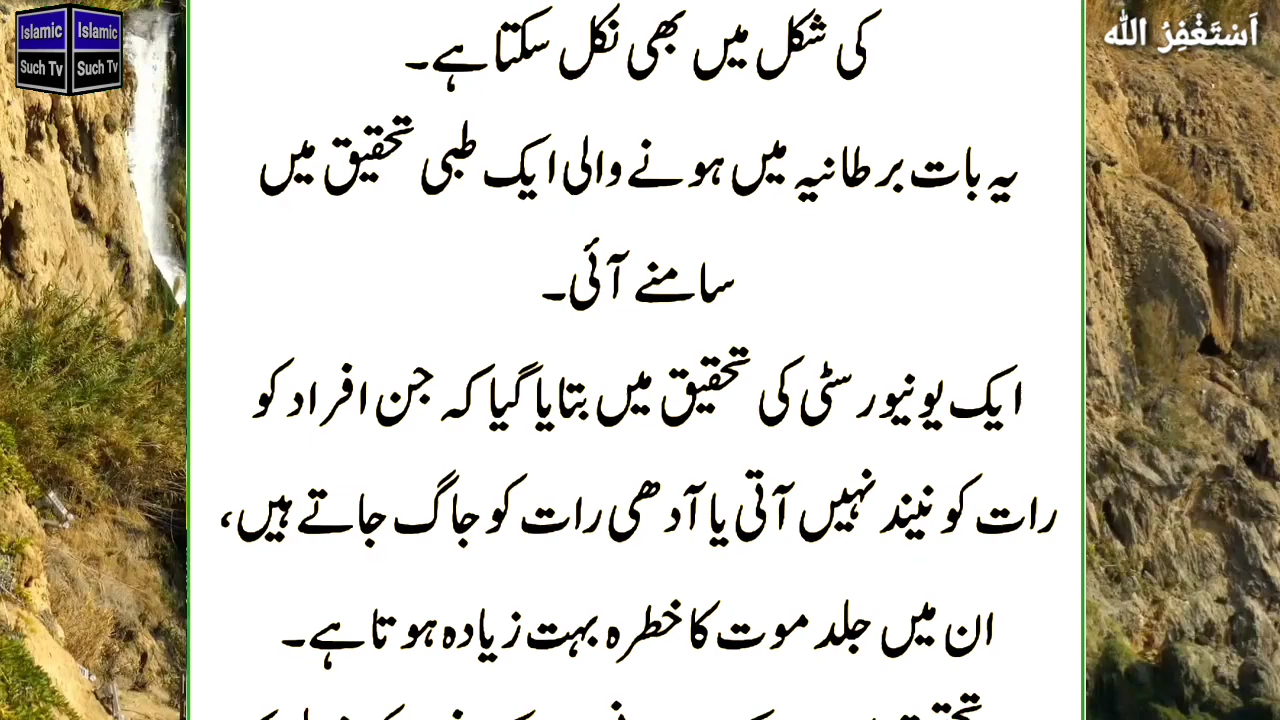 Islamic Islamic
Such Tv Such Tv
اَسْتَغْفِرُ اللّٰه
کی شکل میں بھی نکل سکتا ہے۔
یہ بات برطانیہ میں ہونے والی ایک طبی تحقیق میں
سامنے آئی۔
ایک یونیورسٹی کی تحقیق میں بتایا گیا کہ جن افراد کو
رات کو نیند نہیں آتی یا آدھی رات کو جاگ جاتے ہیں،
ان میں جلد موت کا خطرہ بہت زیادہ ہوتا ہے۔